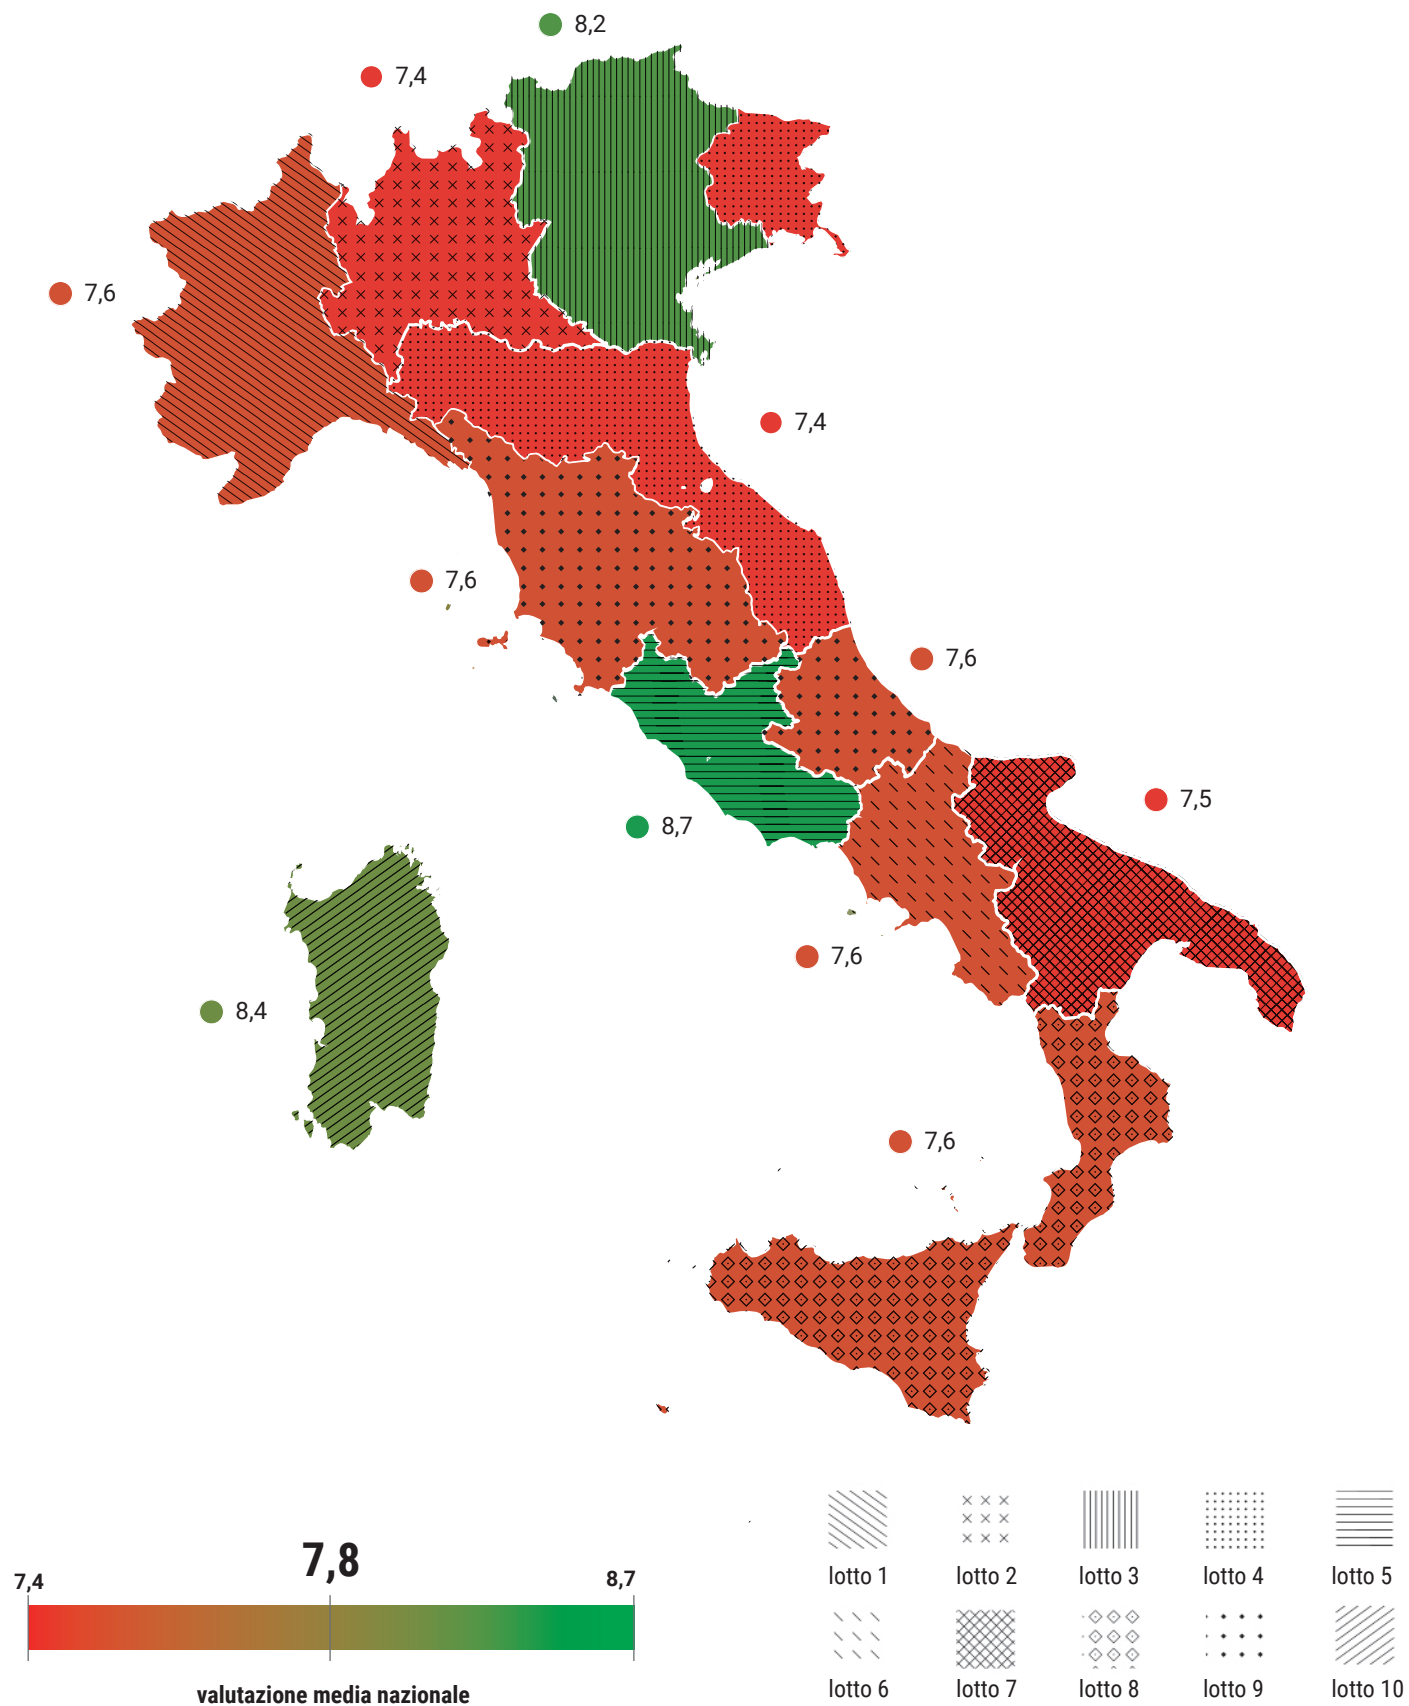 8,2
7,4
7,6
7,4
7,6
7,6
7,5
8,7
7,6
8,4
7,6
7,8
7,4
8,7
valutazione media nazionale
lotto 1
lotto 2
lotto 3
lotto 4
lotto 5
lotto 6
lotto 7
lotto 8
lotto 9
lotto 10